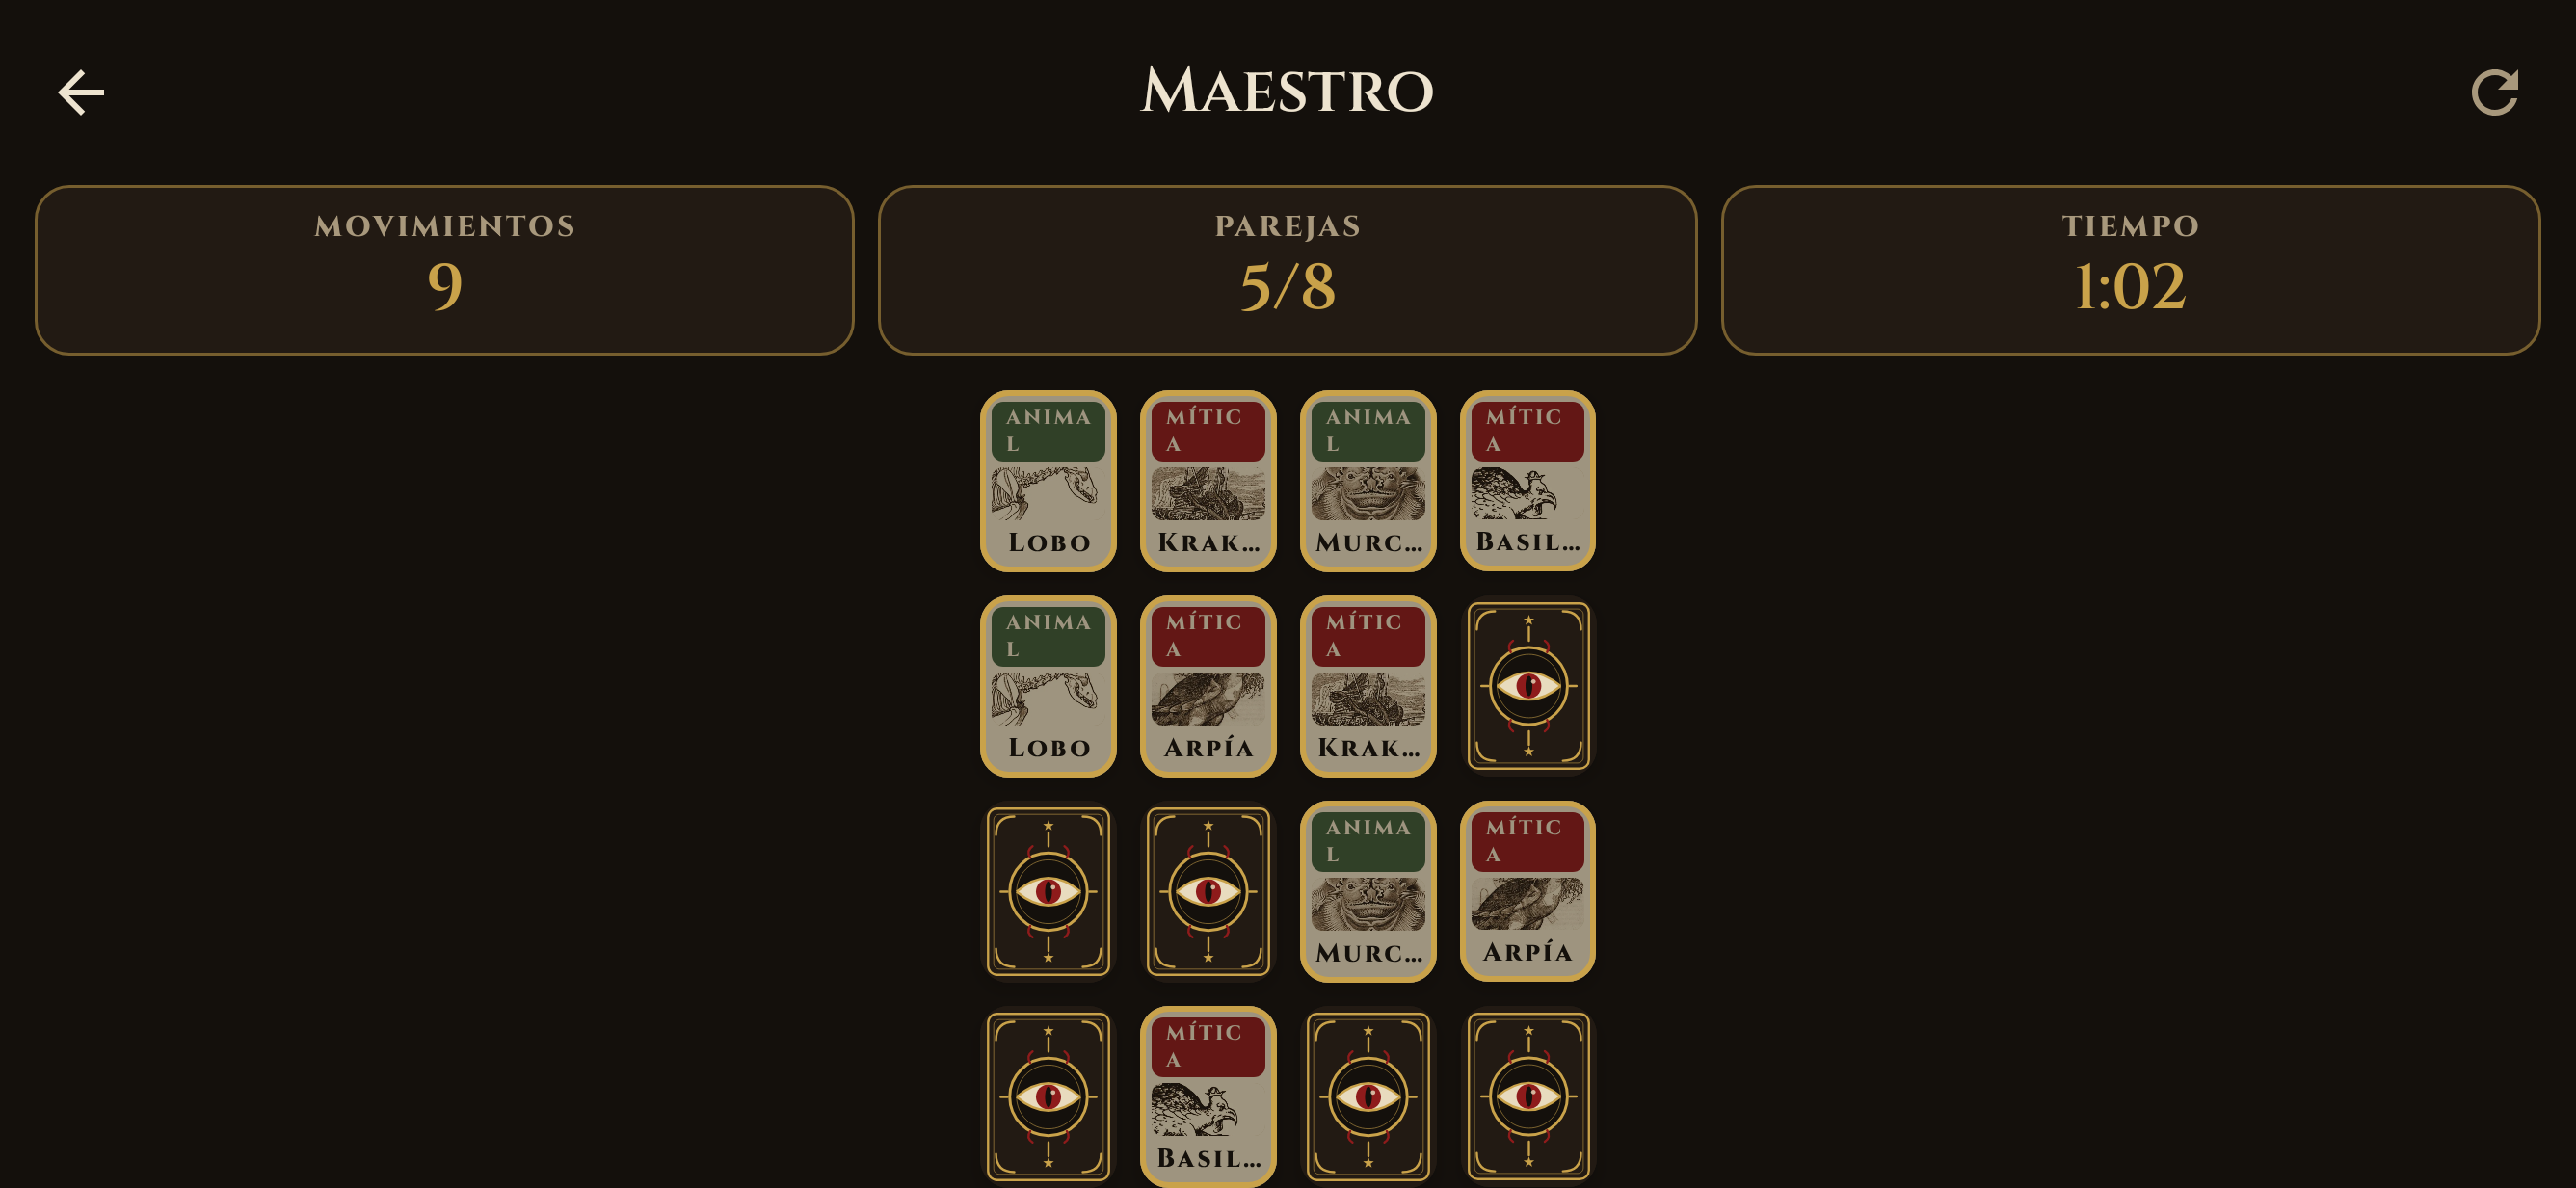 Maestro
MOVIMIENTOS
9
PAREJAS
5/8
TIEMPO
1:02
ANIMA
L
Lobo
MÍTIC
A
Krak...
ANIMA
L
Murc...
MÍTIC
A
Basil...
ANIMA
L
Lobo
MÍTIC
A
Arpía
MÍTIC
A
Krak...
ANIMA
L
Murc...
MÍTIC
A
Arpía
MÍTIC
A
Basil...